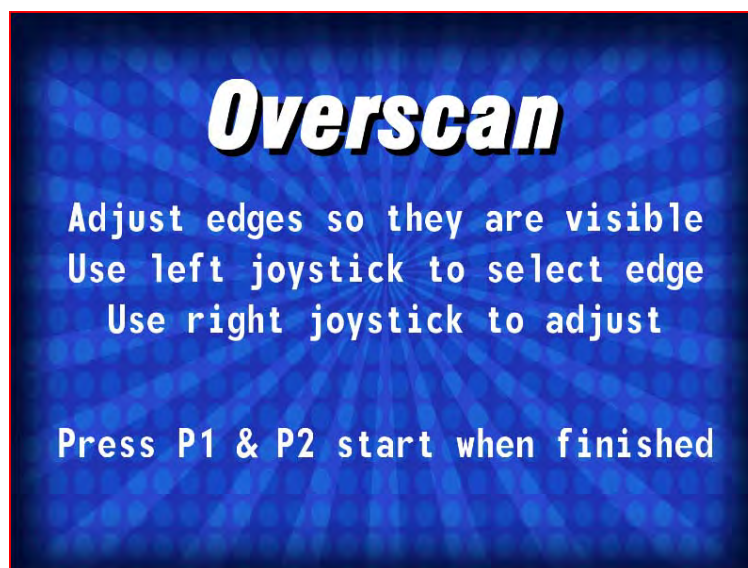 Overscan
Adjust edges so they are visible
Use left joystick to select edge
Use right joystick to adjust
Press P1 & P2 start when finished